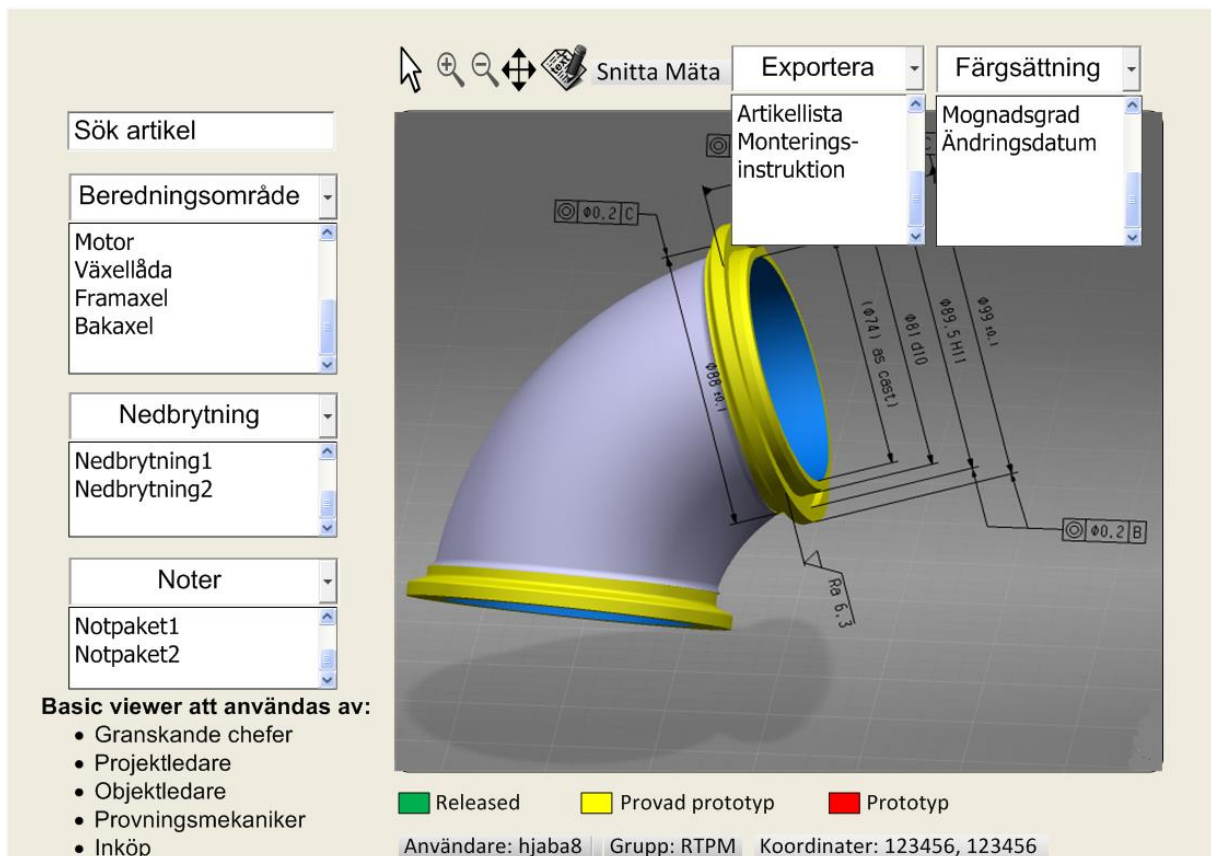 Snitta Mäta
Exportera
Färgsättning
Artikellista
Monterings-
instruktion
Mognadsgrad
Ändringsdatum
Sök artikel
Beredningsområde
Motor
Växellåda
Framaxel
Bakaxel
Nedbrytning
Nedbrytning1
Nedbrytning2
Noter
Notpaket1
Notpaket2
Basic viewer att användas av:
• Granskande chefer
• Projektledare
• Objektledare
• Provningsmekaniker
• Inköp
◎ ϕ0.2 C
ϕ88 ±0.1
(ϕ74) as cast)
ϕ81 d10
ϕ89.5 H11
ϕ99 ±0.1
◎ ϕ0.2 B
Ra 6.3
Released
Provad prototyp
Prototyp
Användare: hjaba8
Grupp: RTPM
Koordinater: 123456, 123456